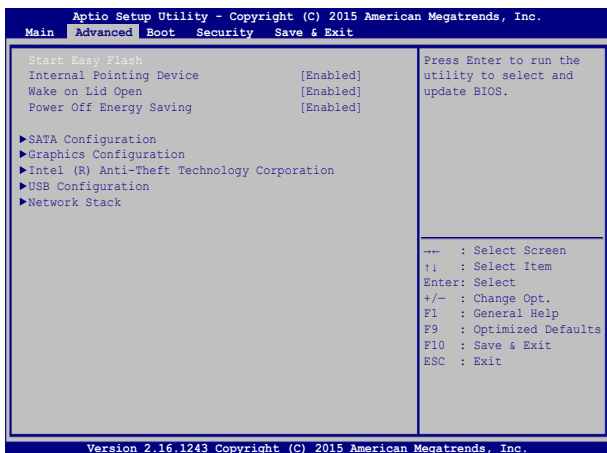 Aptio Setup Utility - Copyright (C) 2015 American Megatrends, Inc.
Main Advanced Boot Security Save & Exit
Start Easy Flash
Internal Pointing Device [Enabled]
Wake on Lid Open [Enabled]
Power Off Energy Saving [Enabled]
▶SATA Configuration
▶Graphics Configuration
▶Intel (R) Anti-Theft Technology Corporation
▶USB Configuration
▶Network Stack
Press Enter to run the
utility to select and
update BIOS.
→← : Select Screen
↑↓ : Select Item
Enter: Select
+/— : Change Opt.
F1 : General Help
F9 : Optimized Defaults
F10 : Save & Exit
ESC : Exit
Version 2.16.1243 Copyright (C) 2015 American Megatrends, Inc.